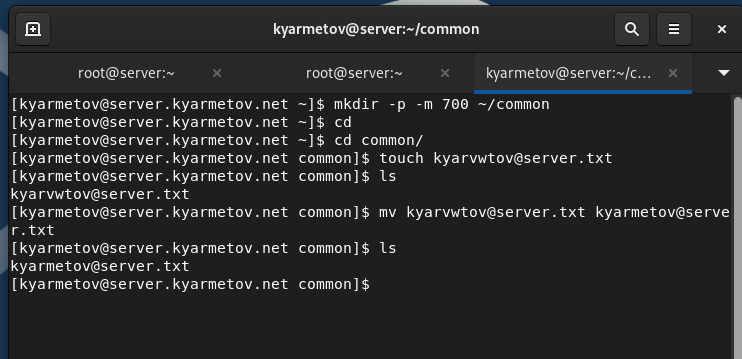 kyarmetov@server:~/common
root@server:~
root@server:~
kyarmetov@server:~/c...
[kyarmetov@server.kyarmetov.net ~]$ mkdir -p -m 700 ~/common
[kyarmetov@server.kyarmetov.net ~]$ cd
[kyarmetov@server.kyarmetov.net ~]$ cd common/
[kyarmetov@server.kyarmetov.net common]$ touch kyarvwtov@server.txt
[kyarmetov@server.kyarmetov.net common]$ ls
kyarvwtov@server.txt
[kyarmetov@server.kyarmetov.net common]$ mv kyarvwtov@server.txt kyarmetov@serve
r.txt
[kyarmetov@server.kyarmetov.net common]$ ls
kyarmetov@server.txt
[kyarmetov@server.kyarmetov.net common]$